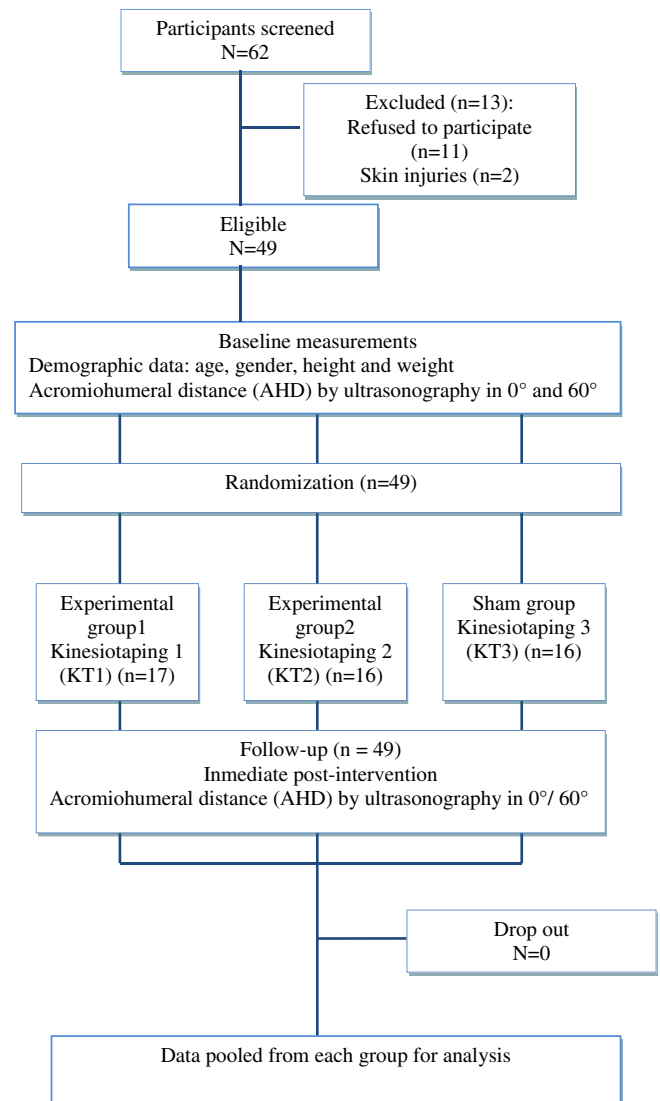 Participants screened
N=62
Excluded (n=13):
Refused to participate
(n=11)
Skin injuries (n=2)
Eligible
N=49
Baseline measurements
Demographic data: age, gender, height and weight
Acromiohumeral distance (AHD) by ultrasonography in 0° and 60°
Randomization (n=49)
Experimental
group1
Kinesiotaping 1
(KT1) (n=17)
Experimental
group2
Kinesiotaping 2
(KT2) (n=16)
Sham group
Kinesiotaping 3
(KT3) (n=16)
Follow-up (n = 49)
Inmediate post-intervention
Acromiohumeral distance (AHD) by ultrasonography in 0°/ 60°
Drop out
N=0
Data pooled from each group for analysis